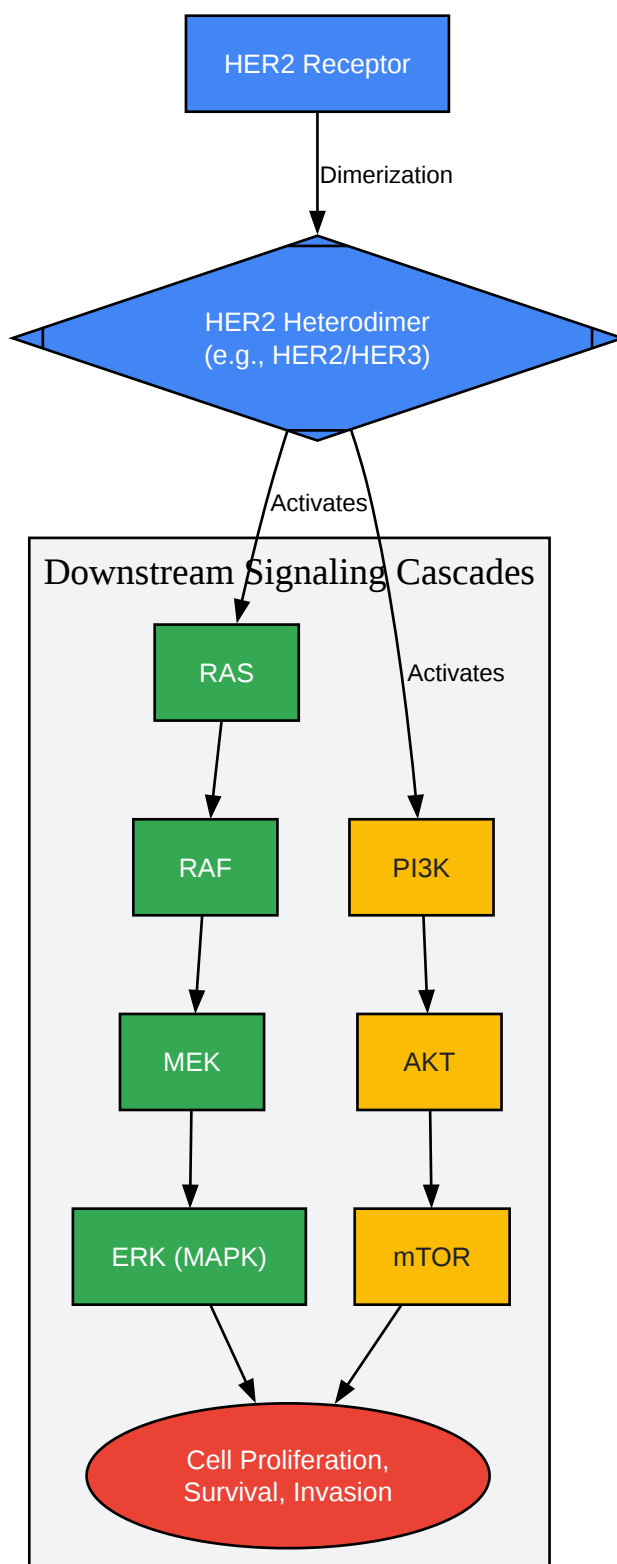 HER2 Receptor
Dimerization
HER2 Heterodimer
(e.g., HER2/HER3)
Activates
Downstream Signaling Cascades
RAS
Activates
RAF
PI3K
MEK
AKT
ERK (MAPK)
mTOR
Cell Proliferation,
Survival, Invasion